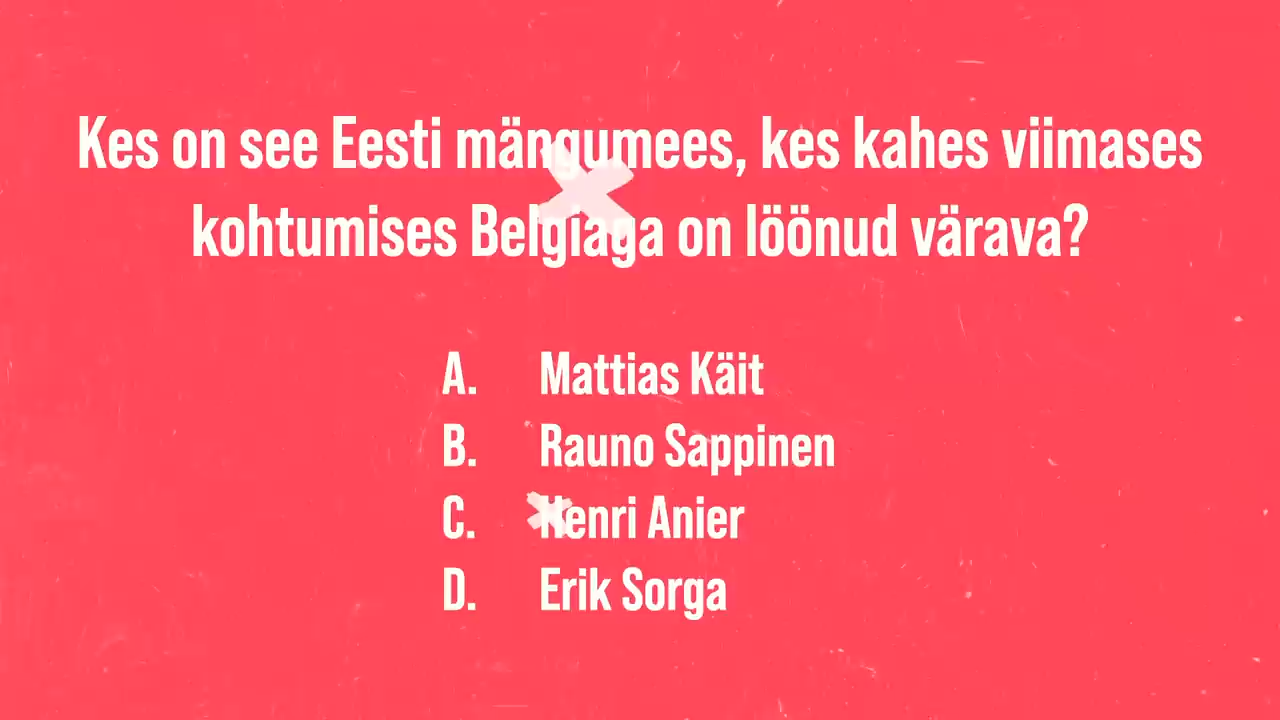 Kes on see Eesti mängumees, kes kahes viimases
kohtumises Belgiaga on löönud värava?
A. Mattias Käit
B. Rauno Sappinen
C. Henri Anier
D. Erik Sorga